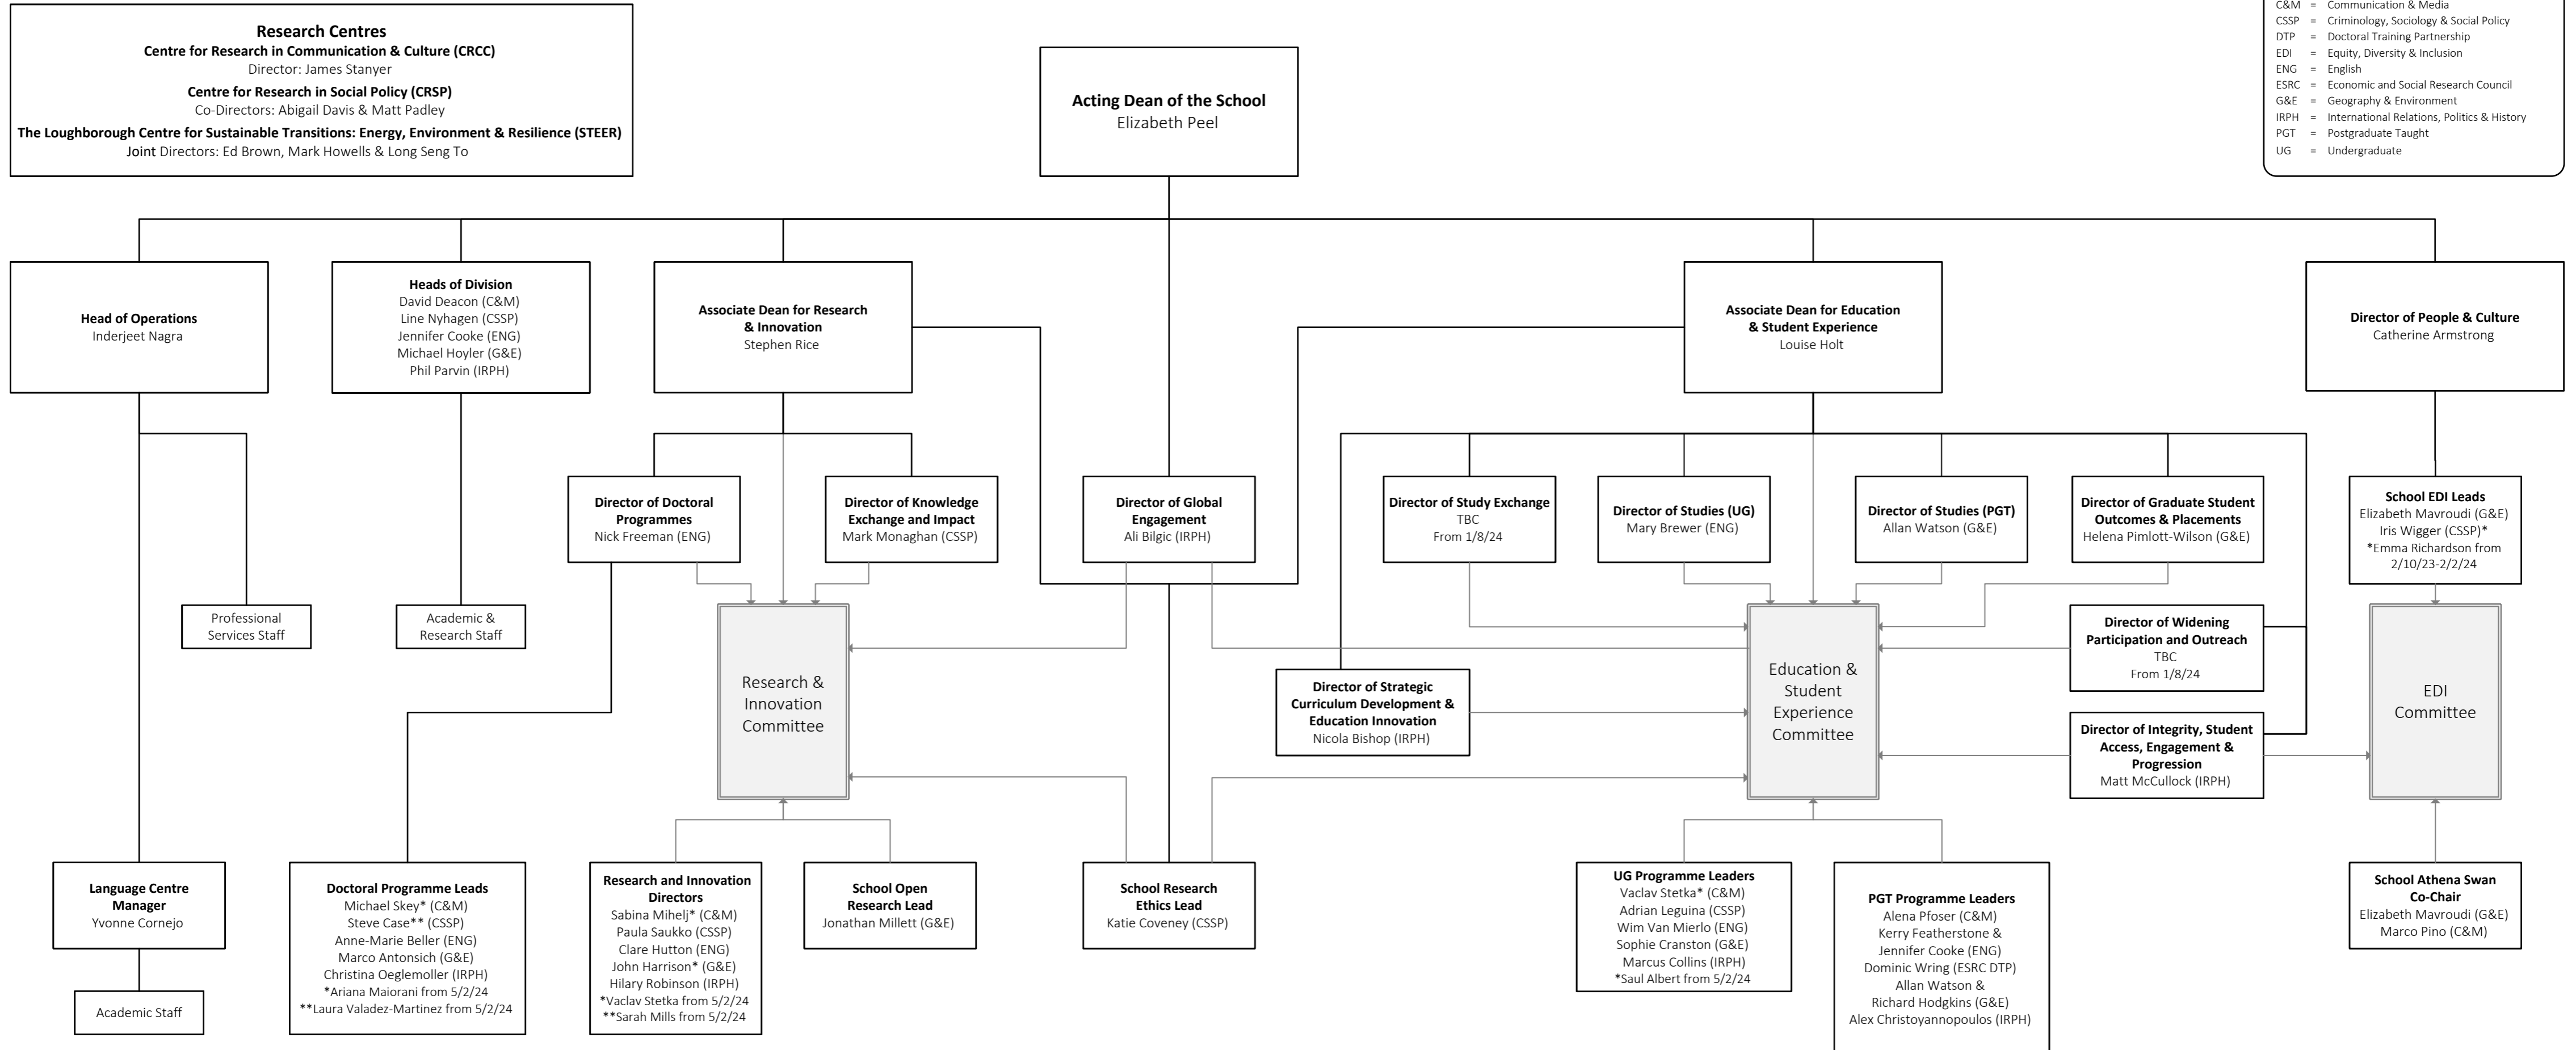 Research Centres
Centre for Research in Communication & Culture (CRCC)
Director: James Stanyer
Centre for Research in Social Policy (CRSP)
Co-Directors: Abigail Davis & Matt Padley
The Loughborough Centre for Sustainable Transitions: Energy, Environment & Resilience (STEER)
Joint Directors: Ed Brown, Mark Howells & Long Seng To
Acting Dean of the School
Elizabeth Peel
C&M = Communication & Media
CSSP = Criminology, Sociology & Social Policy
DTP = Doctoral Training Partnership
EDI = Equity, Diversity & Inclusion
ENG = English
ESRC = Economic and Social Research Council
G&E = Geography & Environment
IRPH = International Relations, Politics & History
PGT = Postgraduate Taught
UG = Undergraduate
Head of Operations
Inderjeet Nagra
Heads of Division
David Deacon (C&M)
Line Nyhagen (CSSP)
Jennifer Cooke (ENG)
Michael Hoyler (G&E)
Phil Parvin (IRPH)
Associate Dean for Research
& Innovation
Stephen Rice
Associate Dean for Education
& Student Experience
Louise Holt
Director of People & Culture
Catherine Armstrong
Director of Doctoral
Programmes
Nick Freeman (ENG)
Director of Knowledge
Exchange and Impact
Mark Monaghan (CSSP)
Director of Global
Engagement
Ali Bilgic (IRPH)
Director of Study Exchange
TBC
From 1/8/24
Director of Studies (UG)
Mary Brewer (ENG)
Director of Studies (PGT)
Allan Watson (G&E)
Director of Graduate Student
Outcomes & Placements
Helena Pimlott-Wilson (G&E)
School EDI Leads
Elizabeth Mavroudi (G&E)
Iris Wigger (CSSP)*
*Emma Richardson from
2/10/23-2/2/24
Professional
Services Staff
Academic &
Research Staff
Research &
Innovation
Committee
Director of Strategic
Curriculum Development &
Education Innovation
Nicola Bishop (IRPH)
Education &
Student
Experience
Committee
Director of Widening
Participation and Outreach
TBC
From 1/8/24
Director of Integrity, Student
Access, Engagement &
Progression
Matt McCullock (IRPH)
EDI
Committee
Language Centre
Manager
Yvonne Cornejo
Academic Staff
Doctoral Programme Leads
Michael Skey* (C&M)
Steve Case** (CSSP)
Anne-Marie Beller (ENG)
Marco Antonsich (G&E)
Christina Oeglemoller (IRPH)
*Ariana Maiorani from 5/2/24
**Laura Valadez-Martinez from 5/2/24
Research and Innovation
Directors
Sabina Mihelj* (C&M)
Paula Saukko (CSSP)
Clare Hutton (ENG)
John Harrison* (G&E)
Hilary Robinson (IRPH)
*Vaclav Stetka from 5/2/24
**Sarah Mills from 5/2/24
School Open
Research Lead
Jonathan Millett (G&E)
School Research
Ethics Lead
Katie Coveney (CSSP)
UG Programme Leaders
Vaclav Stetka* (C&M)
Adrian Leguina (CSSP)
Wim Van Mierlo (ENG)
Sophie Cranston (G&E)
Marcus Collins (IRPH)
*Saul Albert from 5/2/24
PGT Programme Leaders
Alena Pfoser (C&M)
Kerry Featherstone &
Jennifer Cooke (ENG)
Dominic Wring (ESRC DTP)
Allan Watson &
Richard Hodgkins (G&E)
Alex Christoyannopoulos (IRPH)
School Athena Swan
Co-Chair
Elizabeth Mavroudi (G&E)
Marco Pino (C&M)